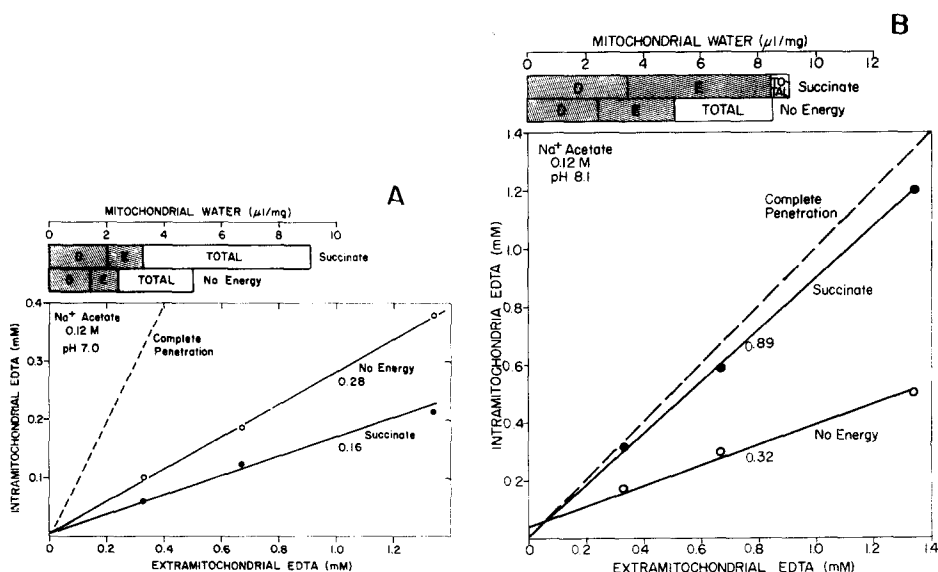 A
MITOCHONDRIAL WATER (μl/mg)
0 2 4 6 8 10
D E TOTAL Succinate
D E TOTAL No Energy
Na+ Acetate
0.12 M
pH 7.0
Complete
Penetration
No Energy
0.28
Succinate
0.16
0.4
0.3
0.2
0.1
INTRAMITOCHONDRIAL EDTA (mM)
0 0.2 0.4 0.6 0.8 1.0 1.2
EXTRAMITOCHONDRIAL EDTA (mM)
B
MITOCHONDRIAL WATER (μl/mg)
0 2 4 6 8 10 12
D E TO-
TAL Succinate
D E TOTAL No Energy
Na+ Acetate
0.12 M
pH 8.1
Complete
Penetration
Succinate
0.89
No Energy
0.32
1.4
1.2
1.0
0.8
0.6
0.4
0.2
INTRAMITOCHONDRIA EDTA (mM)
0 0.2 0.4 0.6 0.8 1.0 1.2 1.4
EXTRAMITOCHONDRIAL EDTA (mM)